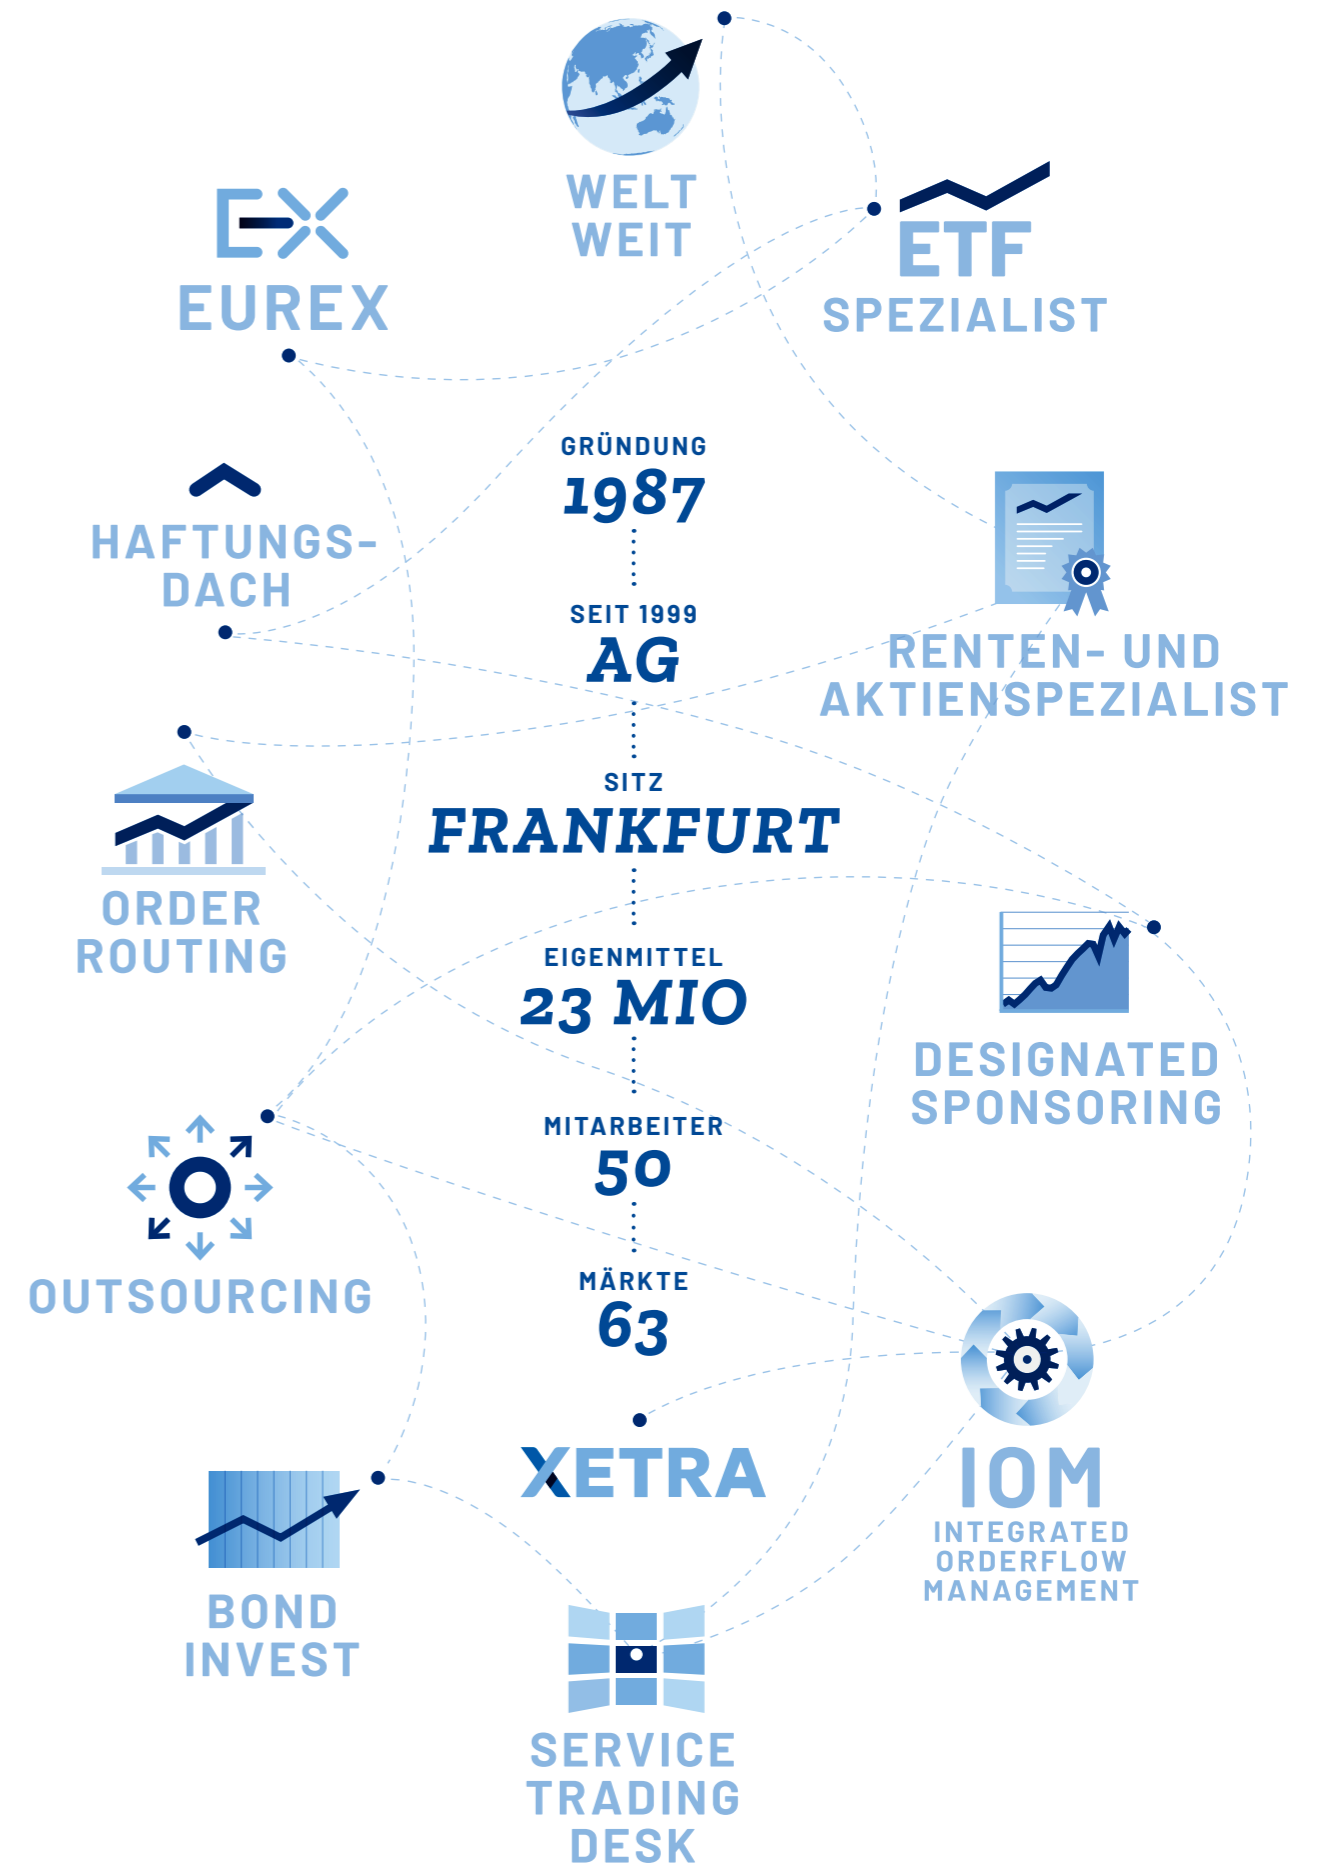 WELT
WEIT
EX
EUREX
ETF
SPEZIALIST
GRÜNDUNG
1987
HAFTUNGS-
DACH
SEIT 1999
AG
RENTEN- UND
AKTIENSPEZIALIST
SITZ
FRANKFURT
ORDER
ROUTING
EIGENMITTEL
23 MIO
DESIGNATED
SPONSORING
MITARBEITER
50
OUTSOURCING
MÄRKTE
63
XETRA
IOM
INTEGRATED
ORDERFLOW
MANAGEMENT
BOND
INVEST
SERVICE
TRADING
DESK